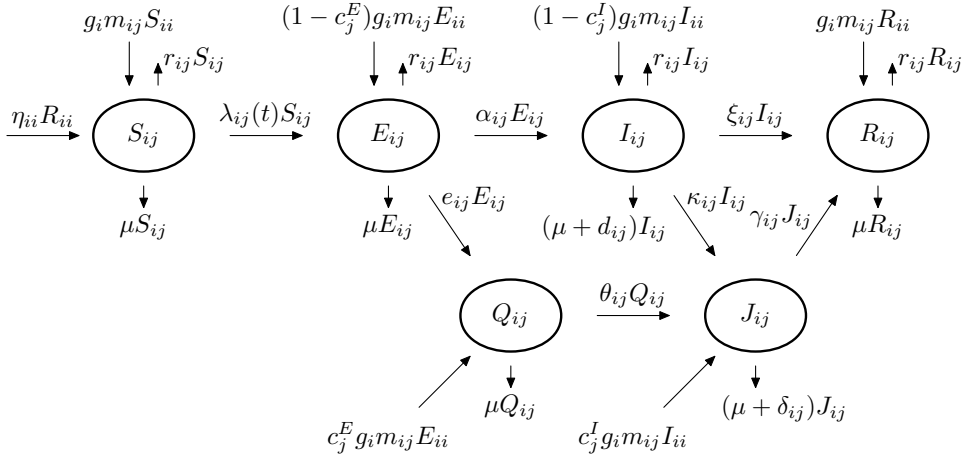 $g_i m_{ij} S_{ii}$ $(1 - c_j^E) g_i m_{ij} E_{ii}$ $(1 - c_j^I) g_i m_{ij} I_{ii}$ $g_i m_{ij} R_{ii}$
$r_{ij} S_{ij}$ $r_{ij} E_{ij}$ $r_{ij} I_{ij}$ $r_{ij} R_{ij}$
$\eta_{ii} R_{ii}$ $S_{ij}$ $\lambda_{ij}(t) S_{ij}$ $E_{ij}$ $\alpha_{ij} E_{ij}$ $I_{ij}$ $\xi_{ij} I_{ij}$ $R_{ij}$
$e_{ij} E_{ij}$ $\kappa_{ij} I_{ij}$ $\gamma_{ij} J_{ij}$
$\mu S_{ij}$ $\mu E_{ij}$ $(\mu + d_{ij}) I_{ij}$ $\mu R_{ij}$
$Q_{ij}$ $\theta_{ij} Q_{ij}$ $J_{ij}$
$\mu Q_{ij}$ $(\mu + \delta_{ij}) J_{ij}$
$c_j^E g_i m_{ij} E_{ii}$ $c_j^I g_i m_{ij} I_{ii}$